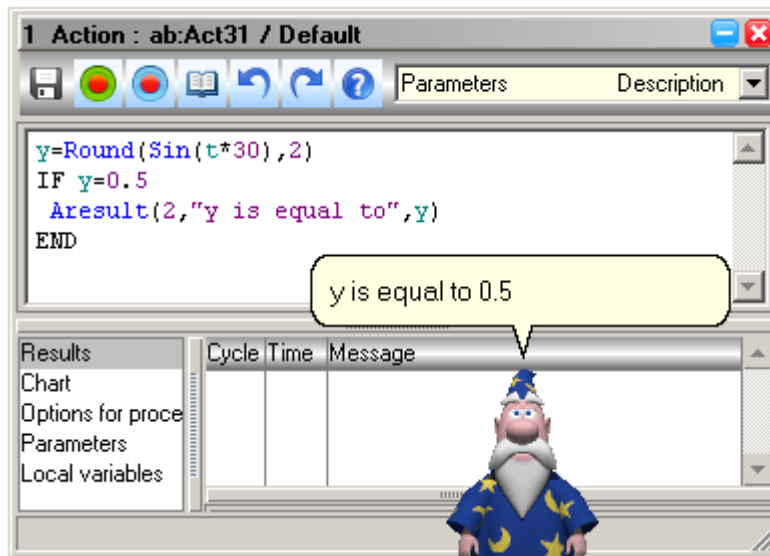 1 Action : ab:Act31 / Default
Parameters Description
y=Round(Sin(t*30),2)
IF y=0.5
Aresult(2,"y is equal to",y)
END
y is equal to 0.5
Results
Cycle Time Message
Chart
Options for proce
Parameters
Local variables